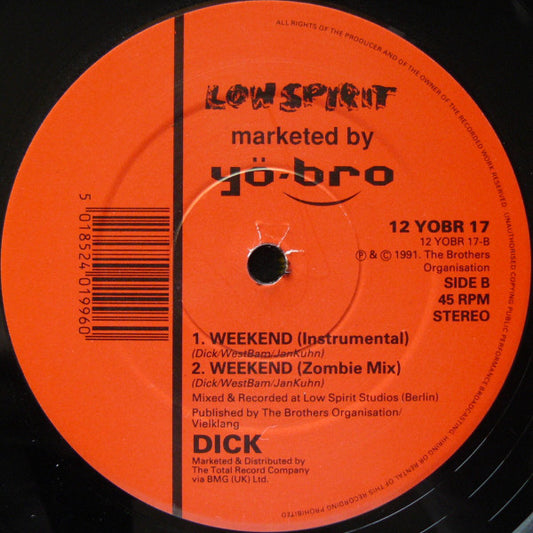 ALL RIGHTS OF THE PRODUCER AND OF THE OWNER OF THE RECORDED WORK RESERVED · UNAUTHORISED COPYING PUBLIC PERFORMANCE BROADCASTING HIRING OR RENTAL OF THIS RECORDING PROHIBITED
LOW SPIRIT
marketed by
yö-bro
12 YOBR 17
12 YOBR 17-B
℗ & © 1991. The Brothers
Organisation
SIDE B
45 RPM
STEREO
5 018524 019960
1. WEEKEND (Instrumental)
(Dick/WestBam/JanKuhn)
2. WEEKEND (Zombie Mix)
(Dick/WestBam/JanKuhn)
Mixed & Recorded at Low Spirit Studios (Berlin)
Published by The Brothers Organisation/
Vieiklang
DICK
Marketed & Distributed by
The Total Record Company
via BMG (UK) Ltd.